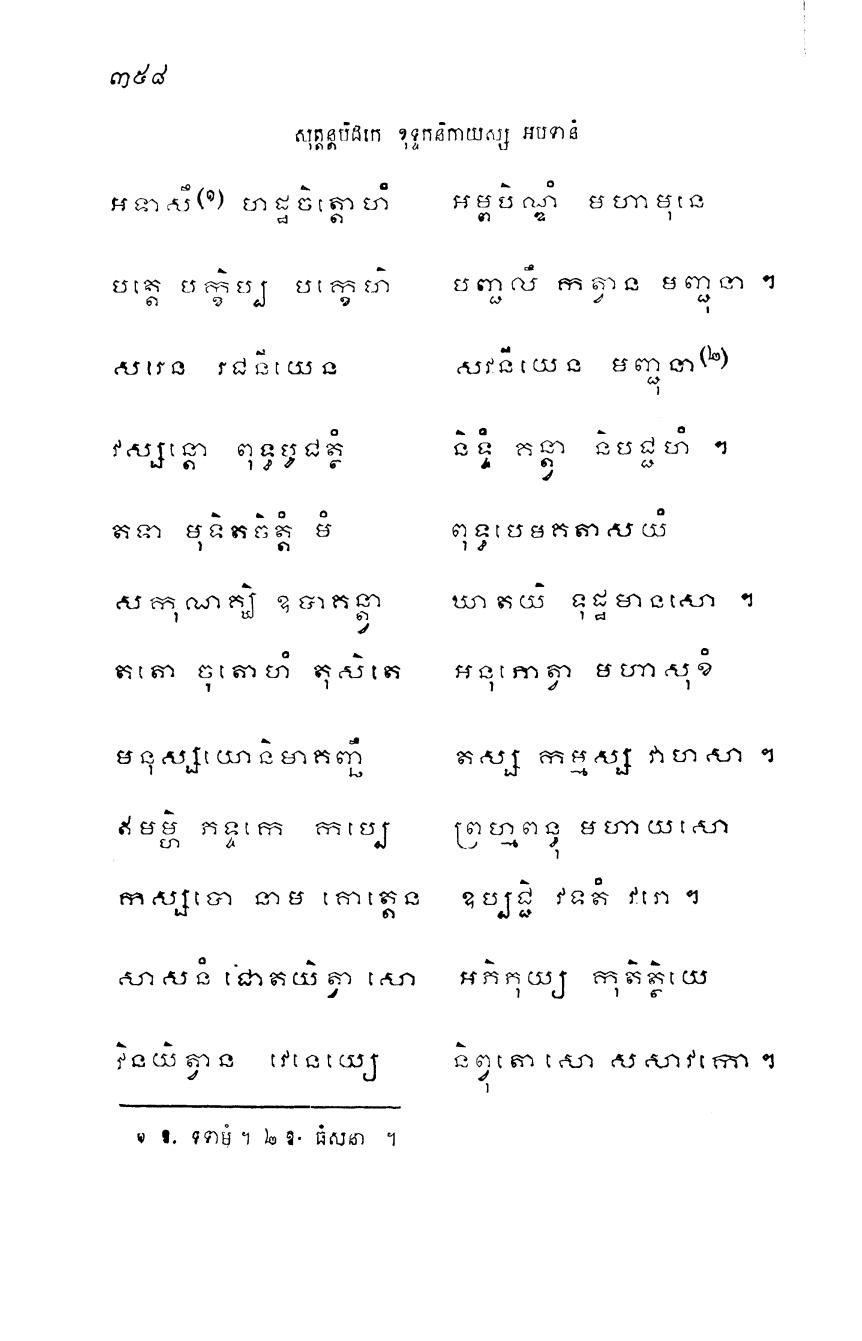 ៣៥៨
សុត្តន្តបិដកេ ខុទ្ទកនិកាយស្ស អបទានំ
អទាសឹ(១) ហដ្ឋចិត្តោហំ អម្ពបិណ្ឌំ មហាមុនេ
បត្តេ បក្ខិប្ប បក្ខេហិ បញ្ជលឹ កត្វាន មញ្ជុនា ។
សរេន រជនីយេន សវនីយេន មញ្ជុនា(២)
វស្សន្តោ ពុទ្ធបូជត្ថំ និទ្ទំ គន្ត្វា និបជ្ជហំ ។
តទា មុទិតចិត្តំ មំ ពុទ្ធបេមគតាសយំ
សកុណគ្ឃិ ឧបាគន្ត្វា ឃាតយិ ទុដ្ឋមានសោ ។
តតោ ចុតោហំ តុសិតេ អនុភោត្វា មហាសុខំ
មនុស្សយោនិមាគញ្ឆឹ តស្ស កម្មស្ស វាហសា ។
ឥមម្ហិ ភទ្ទកេ កប្បេ ព្រហ្មពន្ធុ មហាយសោ
កស្សបោ នាម គោត្តេន ឧប្បជ្ជិ វទតំ វរោ ។
សាសនំ ជោតយិត្វា សោ អភិភុយ្យ កុតិត្ថិយេ
វិនយិត្វាន វេនេយ្យេ និព្វុតោ សោ សសាវកោ ។
១ ឱ. ទទាមុំ ។ ២ ឱ. ធំសនា ។